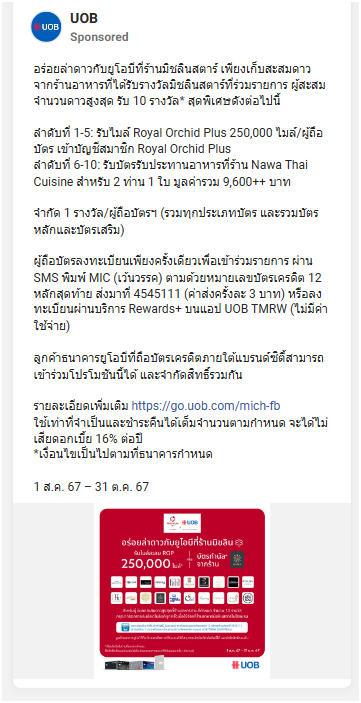 UOB
Sponsored
อร่อยล่าดาวกับยูโอบีที่ร้านมิชลินสตาร์ เพียงเก็บสะสมดาว
จากร้านอาหารที่ได้รับรางวัลมิชลินสตาร์ที่ร่วมรายการ ผู้สะสม
จำนวนดาวสูงสุด รับ 10 รางวัล* สุดพิเศษดังต่อไปนี้
ลำดับที่ 1-5: รับไมล์ Royal Orchid Plus 250,000 ไมล์/ผู้ถือ
บัตร เข้าบัญชีสมาชิก Royal Orchid Plus
ลำดับที่ 6-10: รับบัตรรับประทานอาหารที่ร้าน Nawa Thai
Cuisine สำหรับ 2 ท่าน 1 ใบ มูลค่ารวม 9,600++ บาท
จำกัด 1 รางวัล/ผู้ถือบัตรฯ (รวมทุกประเภทบัตร และรวมบัตร
หลักและบัตรเสริม)
ผู้ถือบัตรลงทะเบียนเพียงครั้งเดียวเพื่อเข้าร่วมรายการ ผ่าน
SMS พิมพ์ MIC (เว้นวรรค) ตามด้วยหมายเลขบัตรเครดิต 12
หลักสุดท้าย ส่งมาที่ 4545111 (ค่าส่งครั้งละ 3 บาท) หรือลง
ทะเบียนผ่านบริการ Rewards+ บนแอป UOB TMRW (ไม่มีค่า
ใช้จ่าย)
ลูกค้าธนาคารยูโอบีที่ถือบัตรเครดิตภายใต้แบรนด์ซิตี้สามารถ
เข้าร่วมโปรโมชันนี้ได้ และจำกัดสิทธิ์รวมกัน
รายละเอียดเพิ่มเติม https://go.uob.com/mich-fb
ใช้เท่าที่จำเป็นและชำระคืนได้เต็มจำนวนตามกำหนด จะได้ไม่
เสียดอกเบี้ย 16% ต่อปี
*เงื่อนไขเป็นไปตามที่ธนาคารกำหนด
1 ส.ค. 67 – 31 ต.ค. 67
UOB
อร่อยล่าดาวกับยูโอบีที่ร้านมิชลิน
รับไมล์สะสม ROP
250,000 ไมล์*
หรือ
บัตรกำนัล*
จากร้าน
UOB